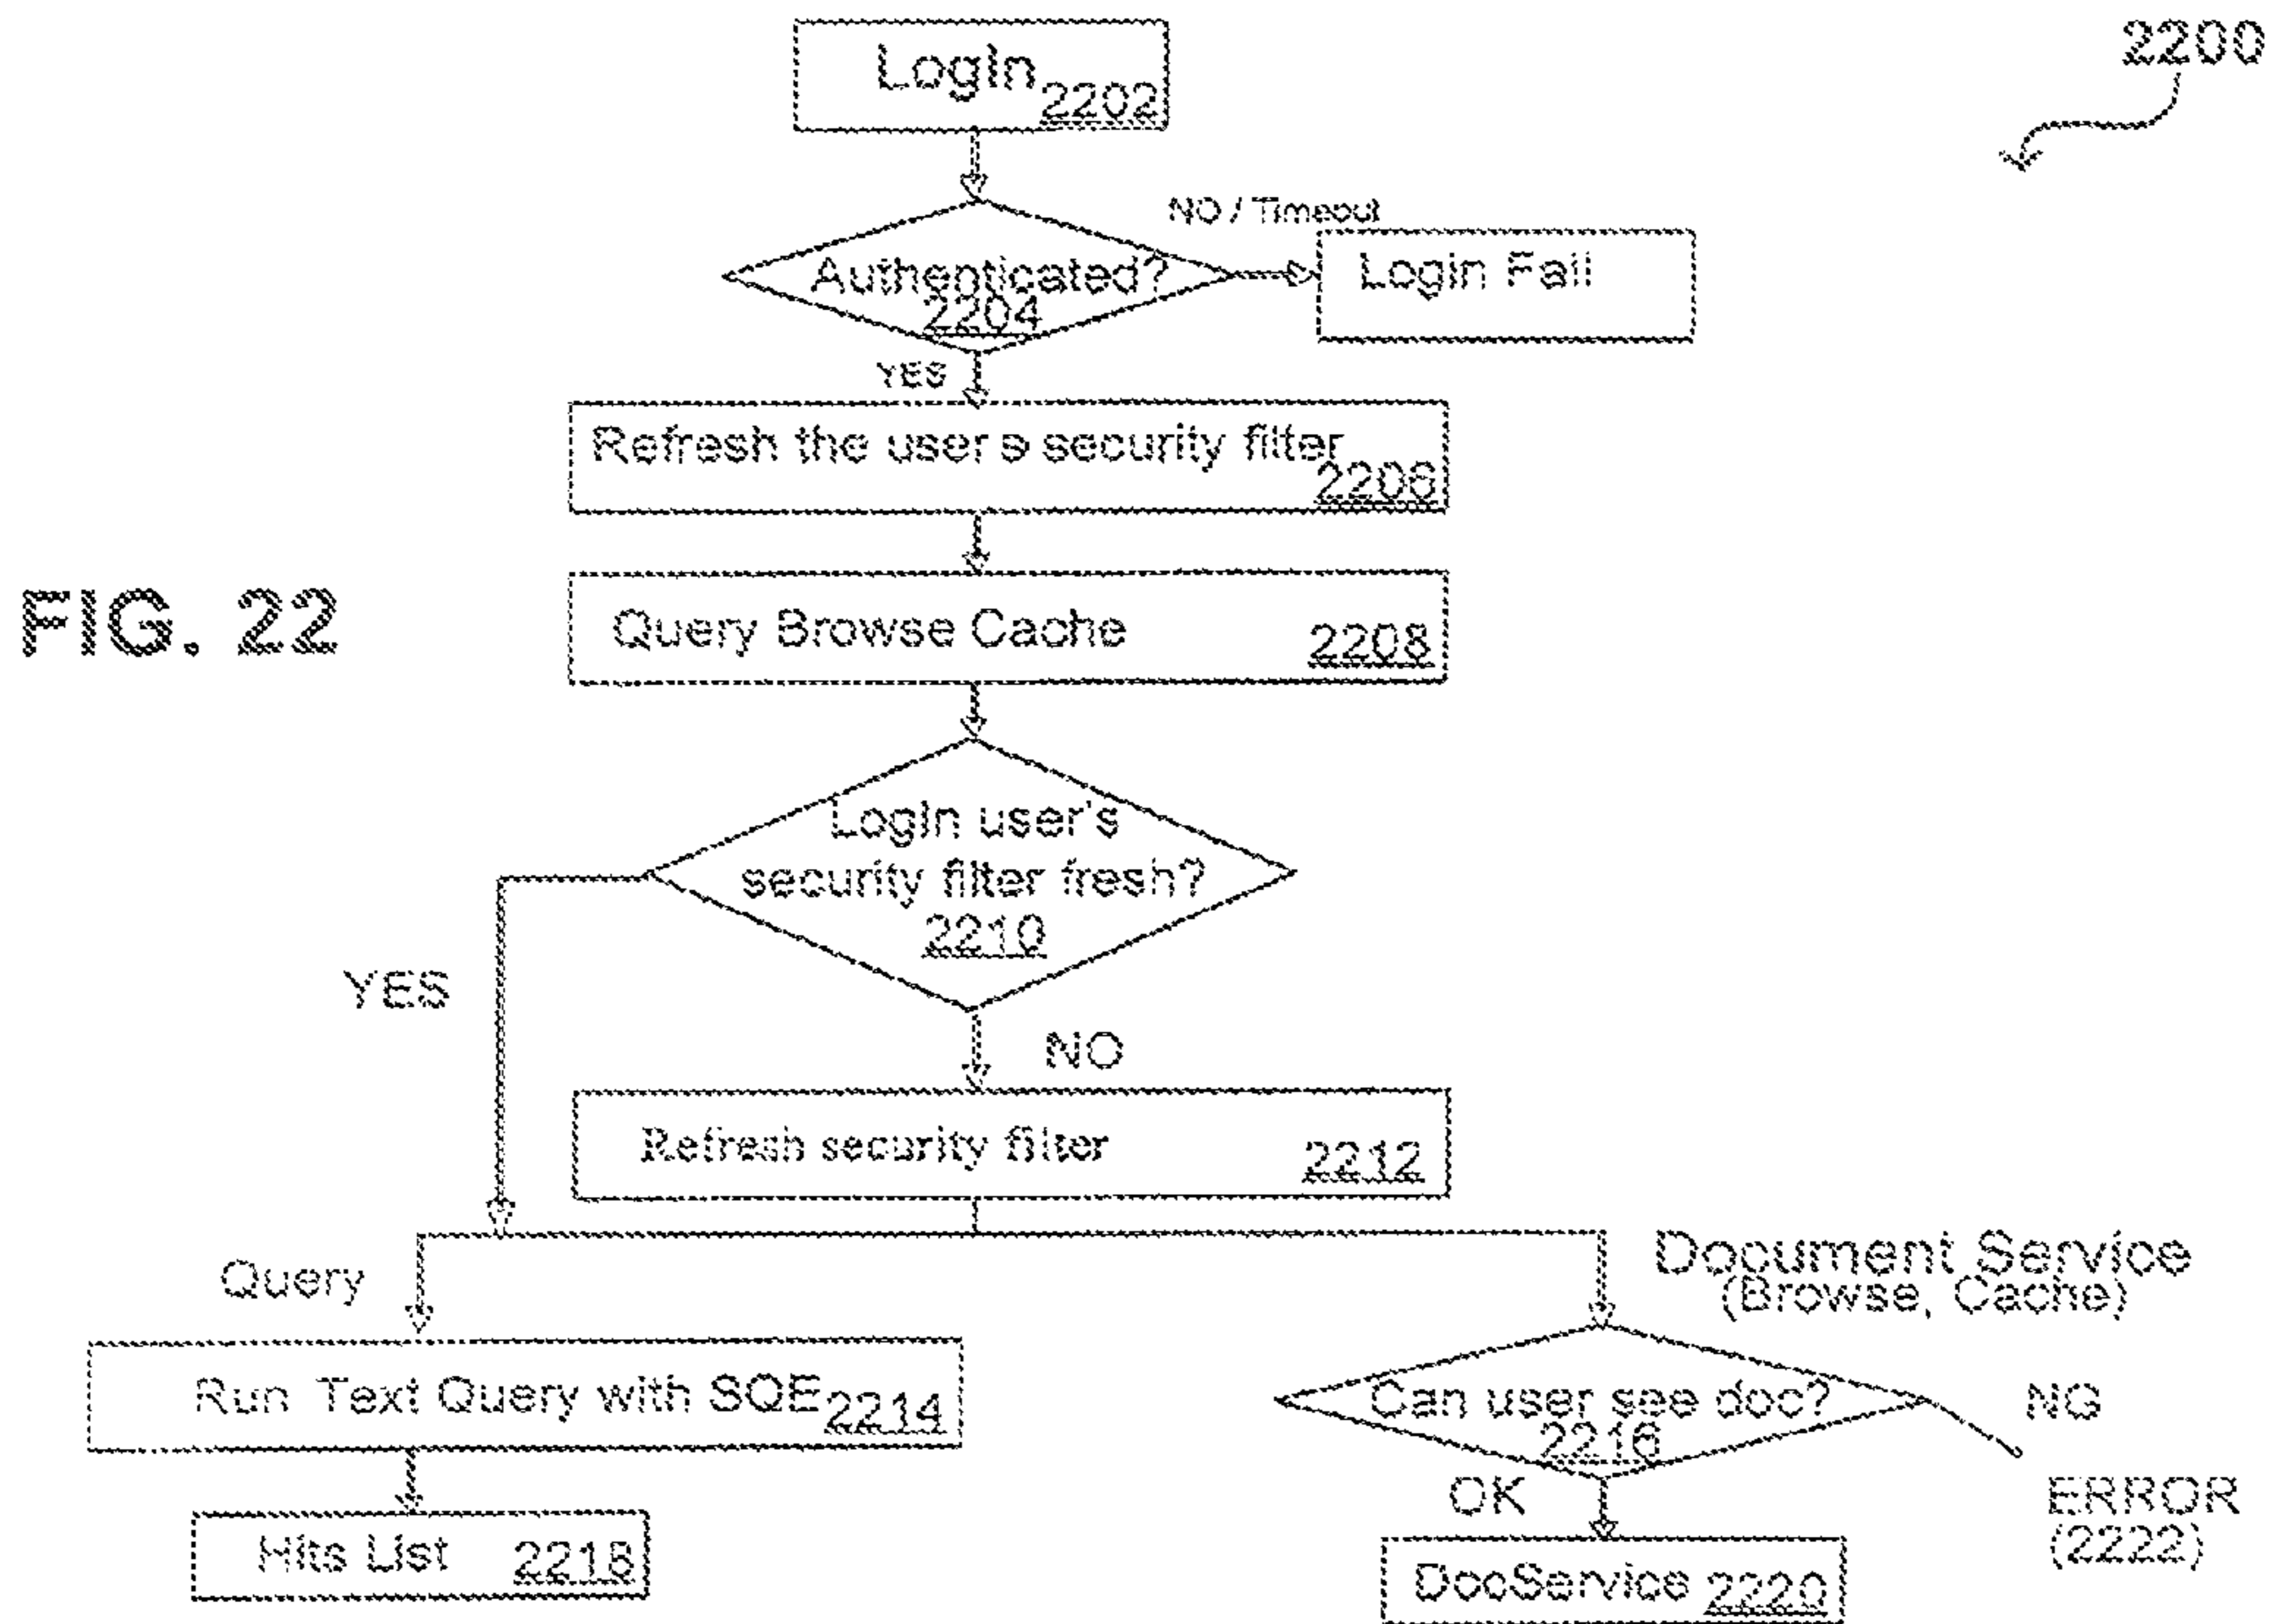 2200
Login
2202
NO / Timeout
Authenticated?
2204
Login Fail
YES
Refresh the user's security filter
2206
FIG. 22
Query Browse Cache
2208
Login user's
security filter fresh?
2210
YES
NO
Refresh security filter
2212
Query
Document Service
(Browse, Cache)
Run Text Query with SQE
2214
Can user see doc?
2216
NG
OK
ERROR
(2222)
Hits List
2218
DocService
2220